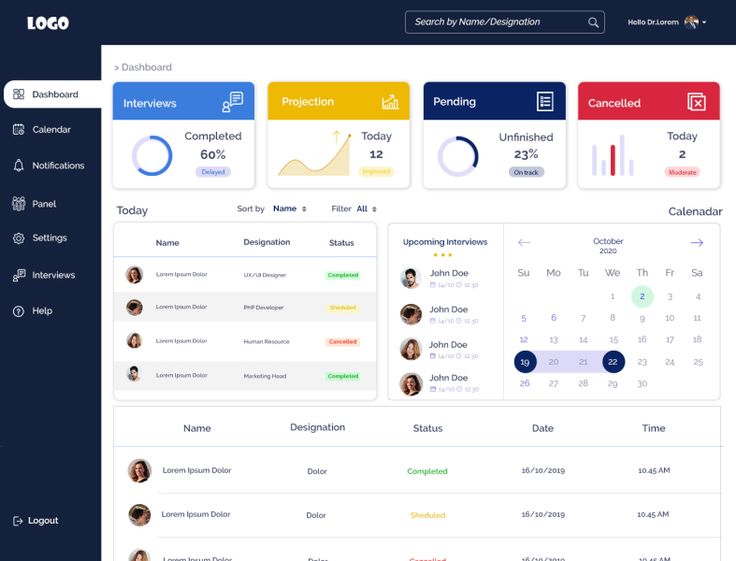 LOGO
Search by Name/Designation
Hello Dr.Lorem
> Dashboard
Dashboard
Calendar
Notifications
Panel
Settings
Interviews
Help
Logout
Interviews
Completed
60%
Delayed
Projection
Today
12
Improved
Pending
Unfinished
23%
On track
Cancelled
Today
2
Moderate
Today
Sort by Name
Filter All
Name Designation Status
Lorem Ipsum Dolor UX/UI Designer Completed
Lorem Ipsum Dolor PHP Developer Sheduled
Lorem Ipsum Dolor Human Resource Cancelled
Lorem Ipsum Dolor Marketing Head Completed
Calenadar
Upcoming Interviews
John Doe
14/10 12.30
John Doe
14/10 12.30
John Doe
14/10 12.30
John Doe
14/10 12.30
October
2020
Su Mo Tu We Th Fr Sa
1 2 3 4
5 6 7 8 9 10 11
12 13 14 15 16 17 18
19 20 21 22 23 24 25
26 27 28 29 30
Name Designation Status Date Time
Lorem Ipsum Dolor Dolor Completed 16/10/2019 10.45 AM
Lorem Ipsum Dolor Dolor Sheduled 16/10/2019 10.45 AM
Lorem Ipsum Dolor Dolor Cancelled 16/10/2019 10.45 AM